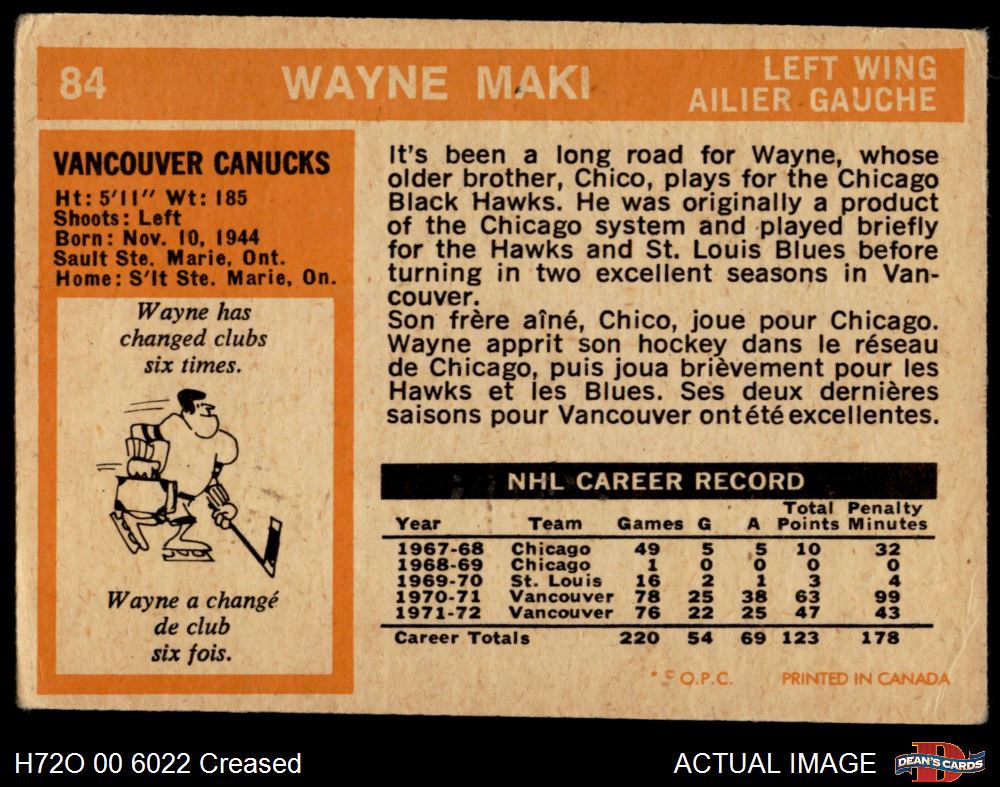 84
WAYNE MAKI
LEFT WING
AILIER GAUCHE
VANCOUVER CANUCKS
Ht: 5'11'' Wt: 185
Shoots: Left
Born: Nov. 10, 1944
Sault Ste. Marie, Ont.
Home: S'lt Ste. Marie, On.
Wayne has
changed clubs
six times.
Wayne a changé
de club
six fois.
It's been a long road for Wayne, whose
older brother, Chico, plays for the Chicago
Black Hawks. He was originally a product
of the Chicago system and played briefly
for the Hawks and St. Louis Blues before
turning in two excellent seasons in Van-
couver.
Son frère aîné, Chico, joue pour Chicago.
Wayne apprit son hockey dans le réseau
de Chicago, puis joua brièvement pour les
Hawks et les Blues. Ses deux dernières
saisons pour Vancouver ont été excellentes.
NHL CAREER RECORD
Year Team Games G A Total Points Penalty Minutes
1967-68 Chicago 49 5 5 10 32
1968-69 Chicago 1 0 0 0 0
1969-70 St. Louis 16 2 1 3 4
1970-71 Vancouver 78 25 38 63 99
1971-72 Vancouver 76 22 25 47 43
Career Totals 220 54 69 123 178
* © O.P.C. PRINTED IN CANADA
H72O 00 6022 Creased
ACTUAL IMAGE
D
DEAN'S CARDS